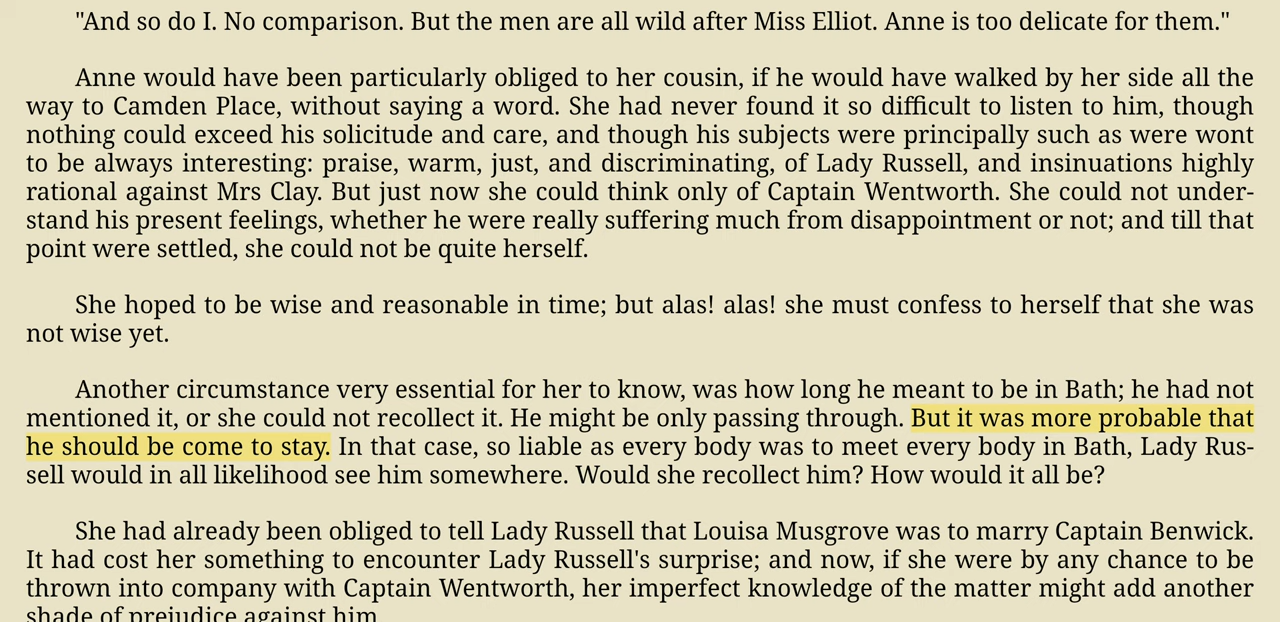 "And so do I. No comparison. But the men are all wild after Miss Elliot. Anne is too delicate for them."
Anne would have been particularly obliged to her cousin, if he would have walked by her side all the
way to Camden Place, without saying a word. She had never found it so difficult to listen to him, though
nothing could exceed his solicitude and care, and though his subjects were principally such as were wont
to be always interesting: praise, warm, just, and discriminating, of Lady Russell, and insinuations highly
rational against Mrs Clay. But just now she could think only of Captain Wentworth. She could not under-
stand his present feelings, whether he were really suffering much from disappointment or not; and till that
point were settled, she could not be quite herself.
She hoped to be wise and reasonable in time; but alas! alas! she must confess to herself that she was
not wise yet.
Another circumstance very essential for her to know, was how long he meant to be in Bath; he had not
mentioned it, or she could not recollect it. He might be only passing through. But it was more probable that
he should be come to stay. In that case, so liable as every body was to meet every body in Bath, Lady Rus-
sell would in all likelihood see him somewhere. Would she recollect him? How would it all be?
She had already been obliged to tell Lady Russell that Louisa Musgrove was to marry Captain Benwick.
It had cost her something to encounter Lady Russell's surprise; and now, if she were by any chance to be
thrown into company with Captain Wentworth, her imperfect knowledge of the matter might add another
shade of prejudice against him